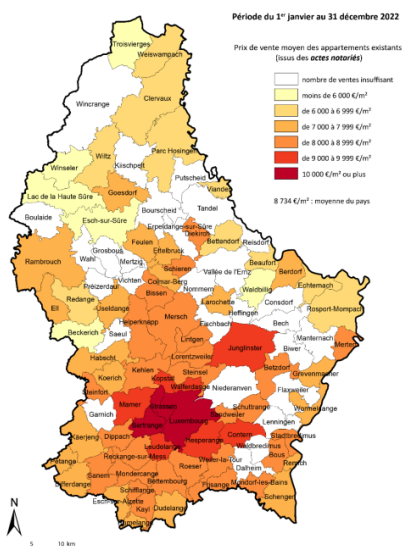 Période du 1er janvier au 31 décembre 2022
Prix de vente moyen des appartements existants
(issus des actes notariés)
nombre de ventes insuffisant
moins de 6 000 €/m²
de 6 000 à 6 999 €/m²
de 7 000 à 7 999 €/m²
de 8 000 à 8 999 €/m²
de 9 000 à 9 999 €/m²
10 000 €/m² ou plus
8 734 €/m² : moyenne du pays
Troisvierges
Weiswampach
Clervaux
Wincrange
Parc Hosingen
Wiltz
Kiischpelt
Winseler
Putscheid
Goesdorf
Vianden
Lac de la Haute Sûre
Tandel
Bourscheid
Esch-sur-Sûre
Boulaide
Erpeldange-sur-Sûre
Diekirch
Bettendorf
Reisdorf
Feulen
Grosbous
Ettelbruck
Wahl
Mertzig
Beaufort
Rambrouch
Schieren
Vallée de l'Ernz
Berdorf
Vichten
Colmar-Berg
Echternach
Préizerdaul
Nommern
Waldbillig
Bissen
Ell
Redange
Useldange
Larochette
Consdorf
Rosport-Mompach
Heffingen
Mersch
Helperknapp
Fischbach
Bech
Beckerich
Saeul
Lintgen
Manternach
Junglinster
Biwer
Mertert
Lorentzweiler
Habscht
Betzdorf
Grevenmacher
Kehlen
Steinsel
Koerich
Kopstal
Walferdange
Niederanven
Flaxweiler
Steinfort
Mamer
Strassen
Schuttrange
Wormeldange
Garnich
Luxembourg
Sandweiler
Lenningen
Bertrange
Contern
Stadtbredimus
Käerjeng
Dippach
Leudelange
Hesperange
Waldbredimus
Bous
Reckange-sur-Mess
Weiler-la-Tour
Remich
Dalheim
Pétange
Roeser
Sanem
Mondercange
Mondorf-les-Bains
Differdange
Bettembourg
Frisange
Schifflange
Schengen
Esch-sur-Alzette
Kayl
Dudelange
Rumelange
N
5 10 km